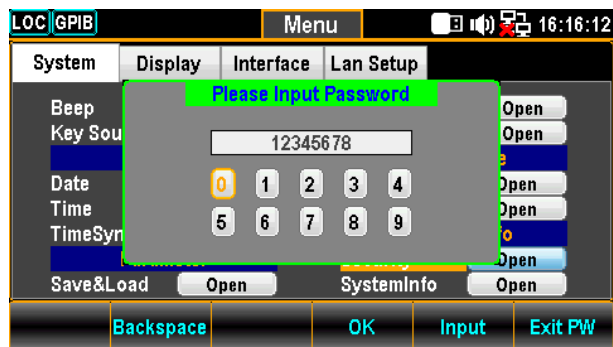 LOC GPIB Menu 16:16:12
System Display Interface Lan Setup
Please Input Password
Beep Open
Key Sou Open
12345678
Date 0 1 2 3 4 Open
Time 5 6 7 8 9 Open
TimeSyn
Security Open
Save&Load Open SystemInfo Open
Backspace OK Input Exit PW